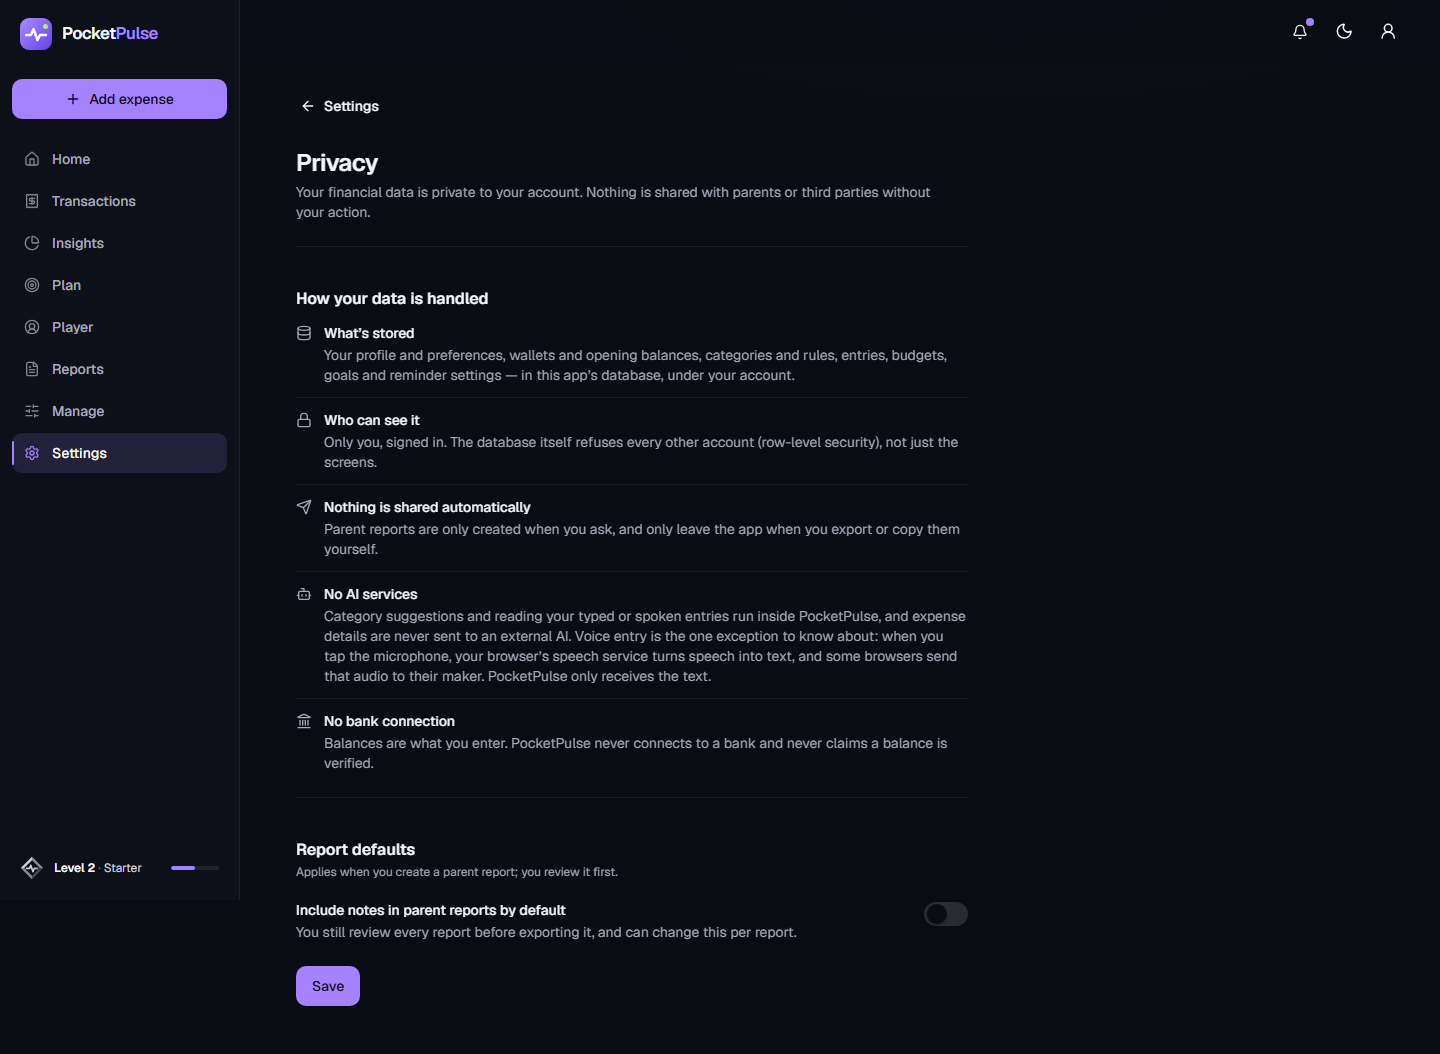 PocketPulse
Add expense
Home
Transactions
Insights
Plan
Player
Reports
Manage
Settings
Level 2 · Starter
Settings
Privacy
Your financial data is private to your account. Nothing is shared with parents or third parties without
your action.
How your data is handled
What's stored
Your profile and preferences, wallets and opening balances, categories and rules, entries, budgets,
goals and reminder settings — in this app's database, under your account.
Who can see it
Only you, signed in. The database itself refuses every other account (row-level security), not just the
screens.
Nothing is shared automatically
Parent reports are only created when you ask, and only leave the app when you export or copy them
yourself.
No AI services
Category suggestions and reading your typed or spoken entries run inside PocketPulse, and expense
details are never sent to an external AI. Voice entry is the one exception to know about: when you
tap the microphone, your browser's speech service turns speech into text, and some browsers send
that audio to their maker. PocketPulse only receives the text.
No bank connection
Balances are what you enter. PocketPulse never connects to a bank and never claims a balance is
verified.
Report defaults
Applies when you create a parent report; you review it first.
Include notes in parent reports by default
You still review every report before exporting it, and can change this per report.
Save